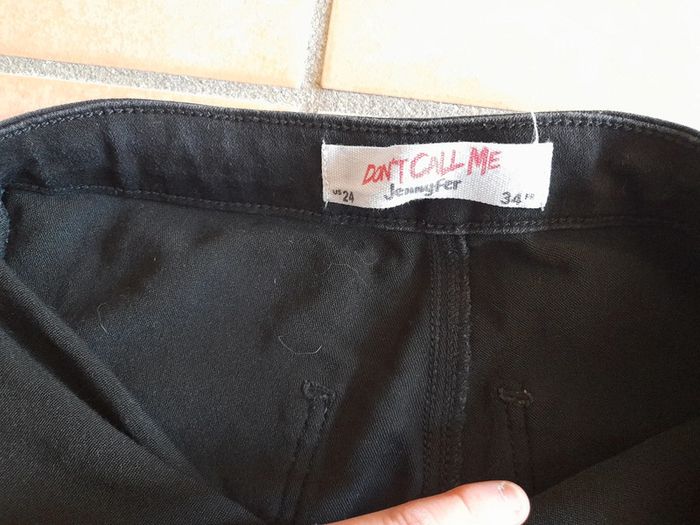 DON'T CALL ME
Jennyfer
US 24
34 FR